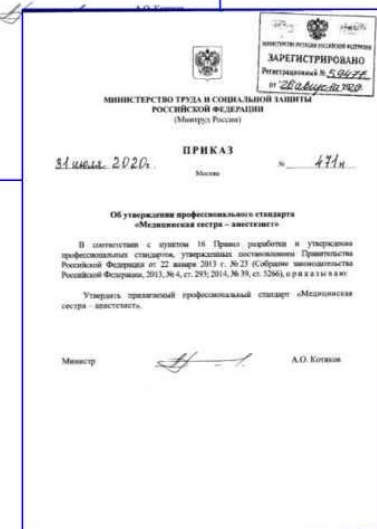 А.О. Котяков
МИНИСТЕРСТВО ЮСТИЦИИ РОССИЙСКОЙ ФЕДЕРАЦИИ
ЗАРЕГИСТРИРОВАНО
Регистрационный № 59478
от 28 августа 2020
МИНИСТЕРСТВО ТРУДА И СОЦИАЛЬНОЙ ЗАЩИТЫ
РОССИЙСКОЙ ФЕДЕРАЦИИ
(Минтруд России)
ПРИКАЗ
31 июля 2020г.
№ 471н
Москва
Об утверждении профессионального стандарта
«Медицинская сестра – анестезист»
В соответствии с пунктом 16 Правил разработки и утверждения
профессиональных стандартов, утвержденных постановлением Правительства
Российской Федерации от 22 января 2013 г. № 23 (Собрание законодательства
Российской Федерации, 2013, № 4, ст. 293; 2014, № 39, ст. 5266), приказываю:
Утвердить прилагаемый профессиональный стандарт «Медицинская
сестра – анестезист».
Министр
А.О. Котяков